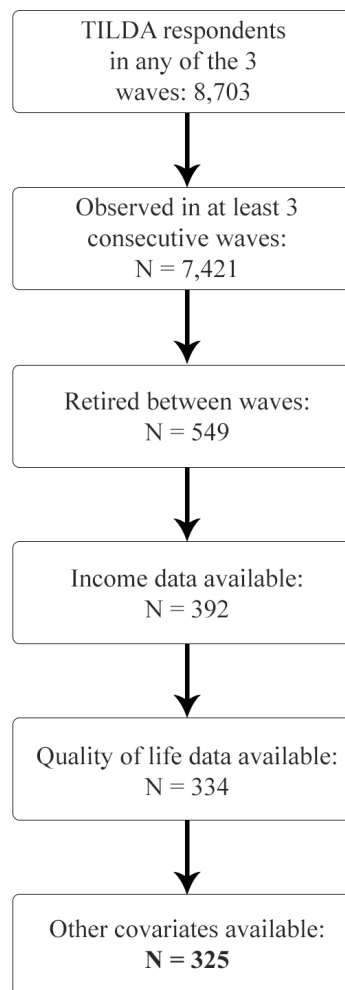 TILDA respondents
in any of the 3
waves: 8,703
Observed in at least 3
consecutive waves:
N = 7,421
Retired between waves:
N = 549
Income data available:
N = 392
Quality of life data available:
N = 334
Other covariates available:
N = 325